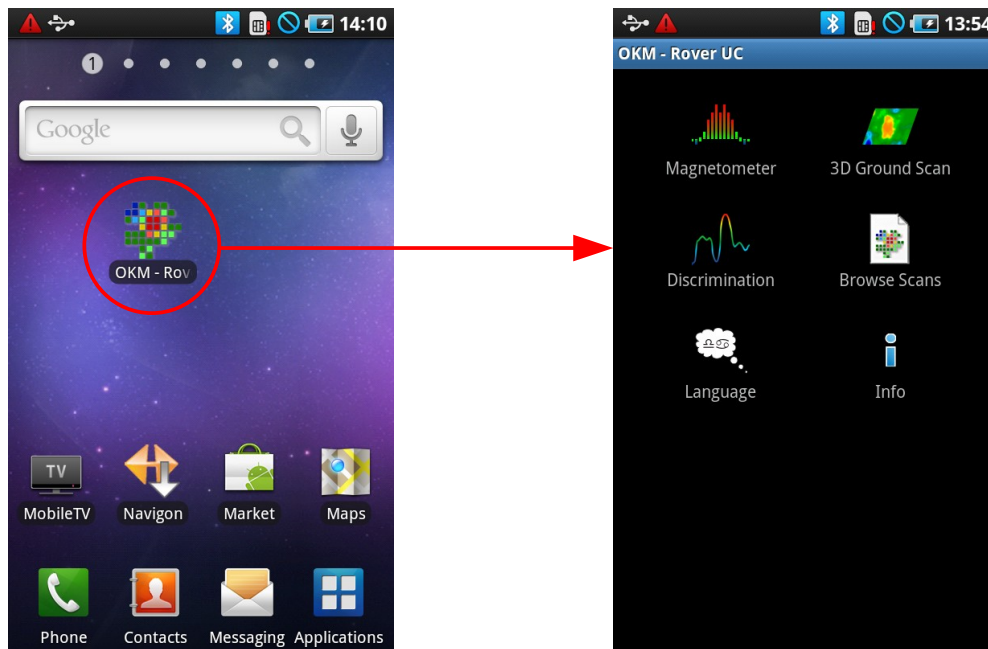 14:10
1
Google
OKM - Rov
TV
MobileTV Navigon Market Maps
Phone Contacts Messaging Applications
13:54
OKM - Rover UC
Magnetometer 3D Ground Scan
Discrimination Browse Scans
Language Info